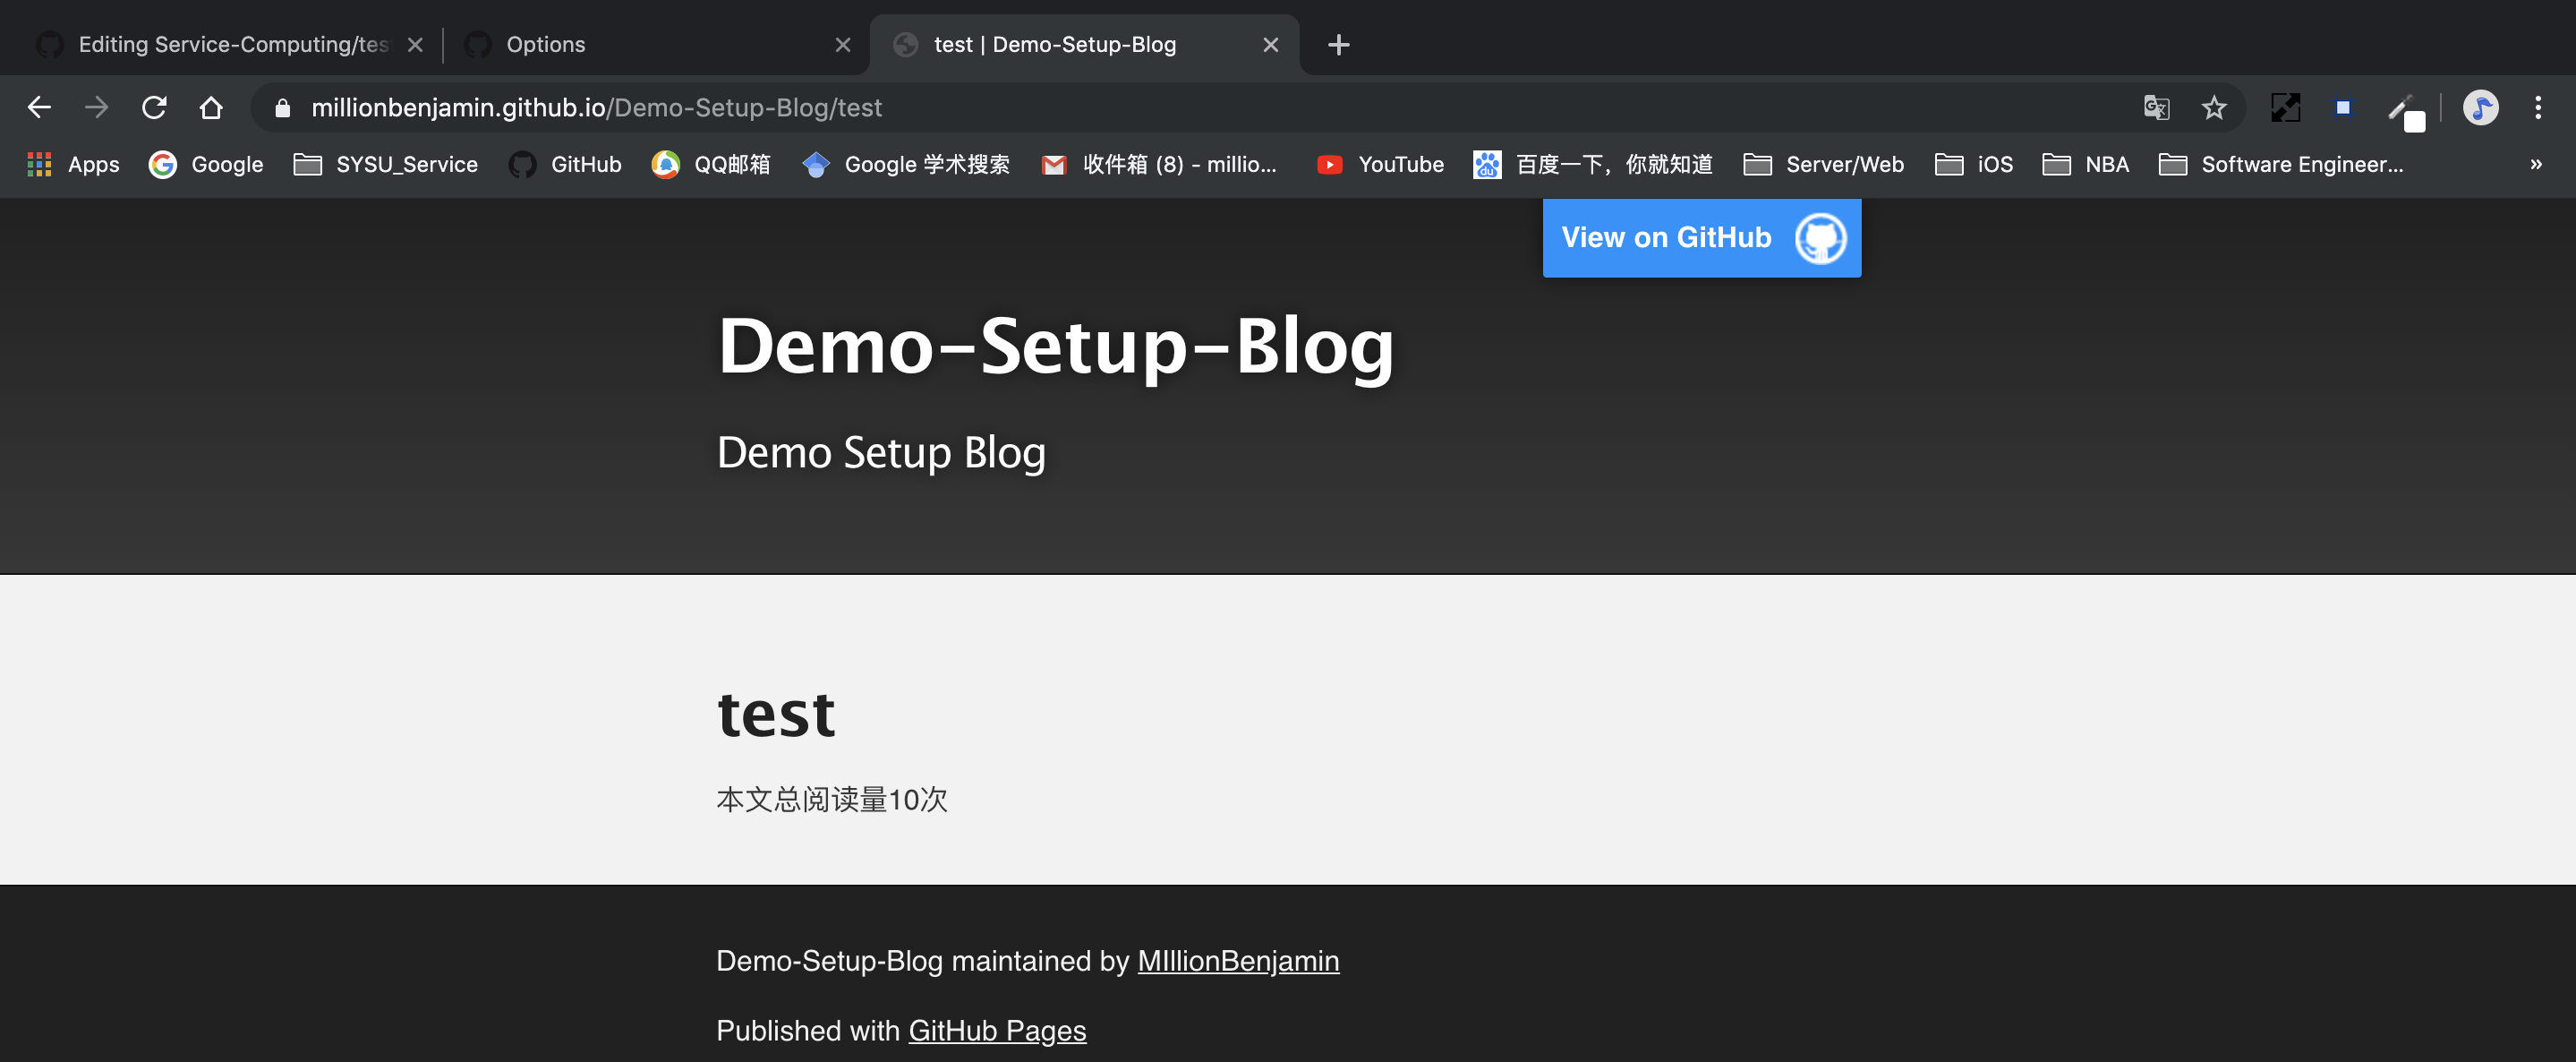 Editing Service-Computing/tes
Options
test | Demo-Setup-Blog
millionbenjamin.github.io/Demo-Setup-Blog/test
Apps
Google
SYSU_Service
GitHub
QQ邮箱
Google 学术搜索
收件箱 (8) - millio...
YouTube
百度一下，你就知道
Server/Web
iOS
NBA
Software Engineer...
»
View on GitHub
Demo-Setup-Blog
Demo Setup Blog
test
本文总阅读量10次
Demo-Setup-Blog maintained by MIllionBenjamin
Published with GitHub Pages